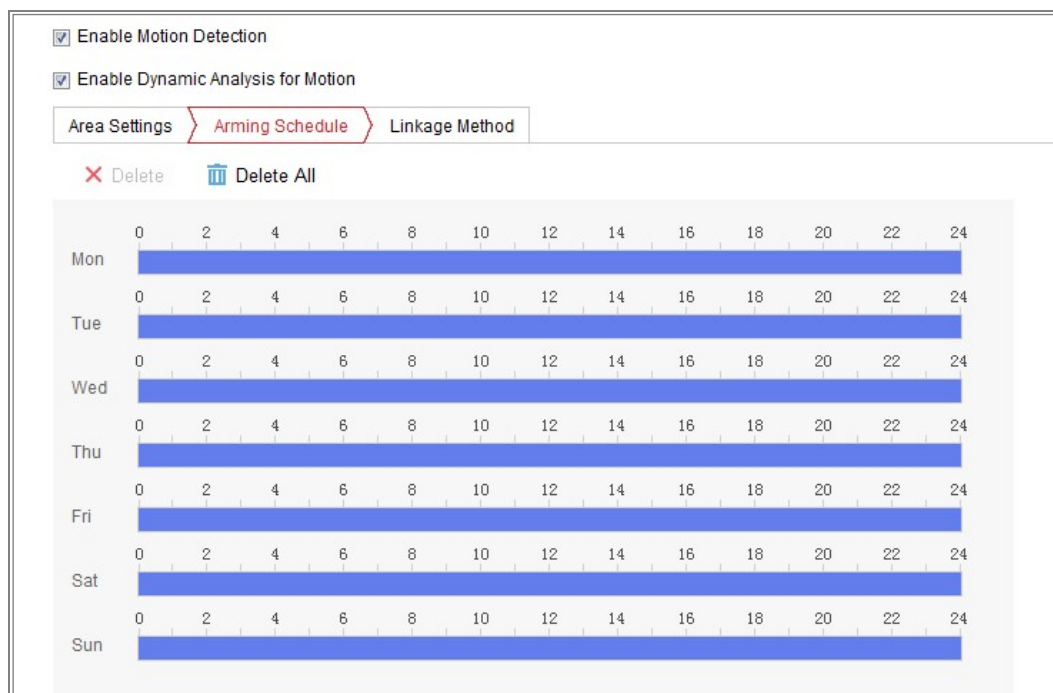 Enable Motion Detection
Enable Dynamic Analysis for Motion
Area Settings Arming Schedule Linkage Method
Delete Delete All
0 2 4 6 8 10 12 14 16 18 20 22 24
Mon
0 2 4 6 8 10 12 14 16 18 20 22 24
Tue
0 2 4 6 8 10 12 14 16 18 20 22 24
Wed
0 2 4 6 8 10 12 14 16 18 20 22 24
Thu
0 2 4 6 8 10 12 14 16 18 20 22 24
Fri
0 2 4 6 8 10 12 14 16 18 20 22 24
Sat
0 2 4 6 8 10 12 14 16 18 20 22 24
Sun